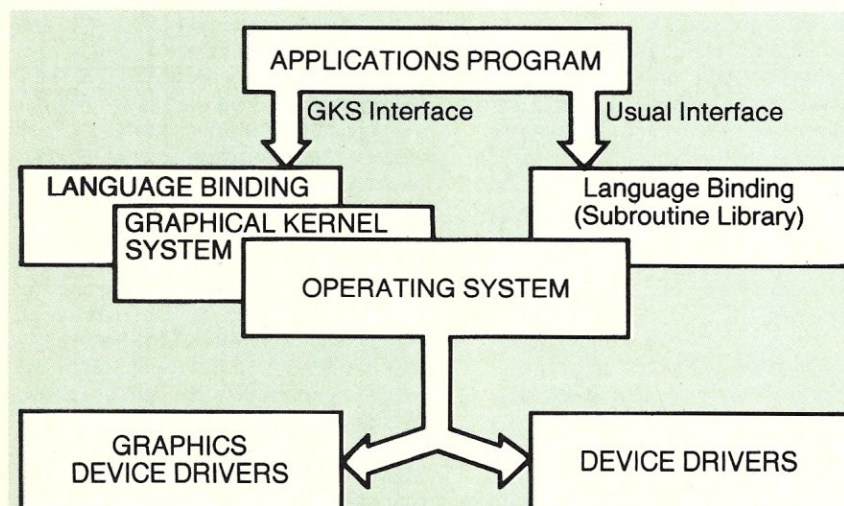 APPLICATIONS PROGRAM
GKS Interface
Usual Interface
LANGUAGE BINDING
Language Binding
(Subroutine Library)
GRAPHICAL KERNEL
SYSTEM
OPERATING SYSTEM
GRAPHICS
DEVICE DRIVERS
DEVICE DRIVERS